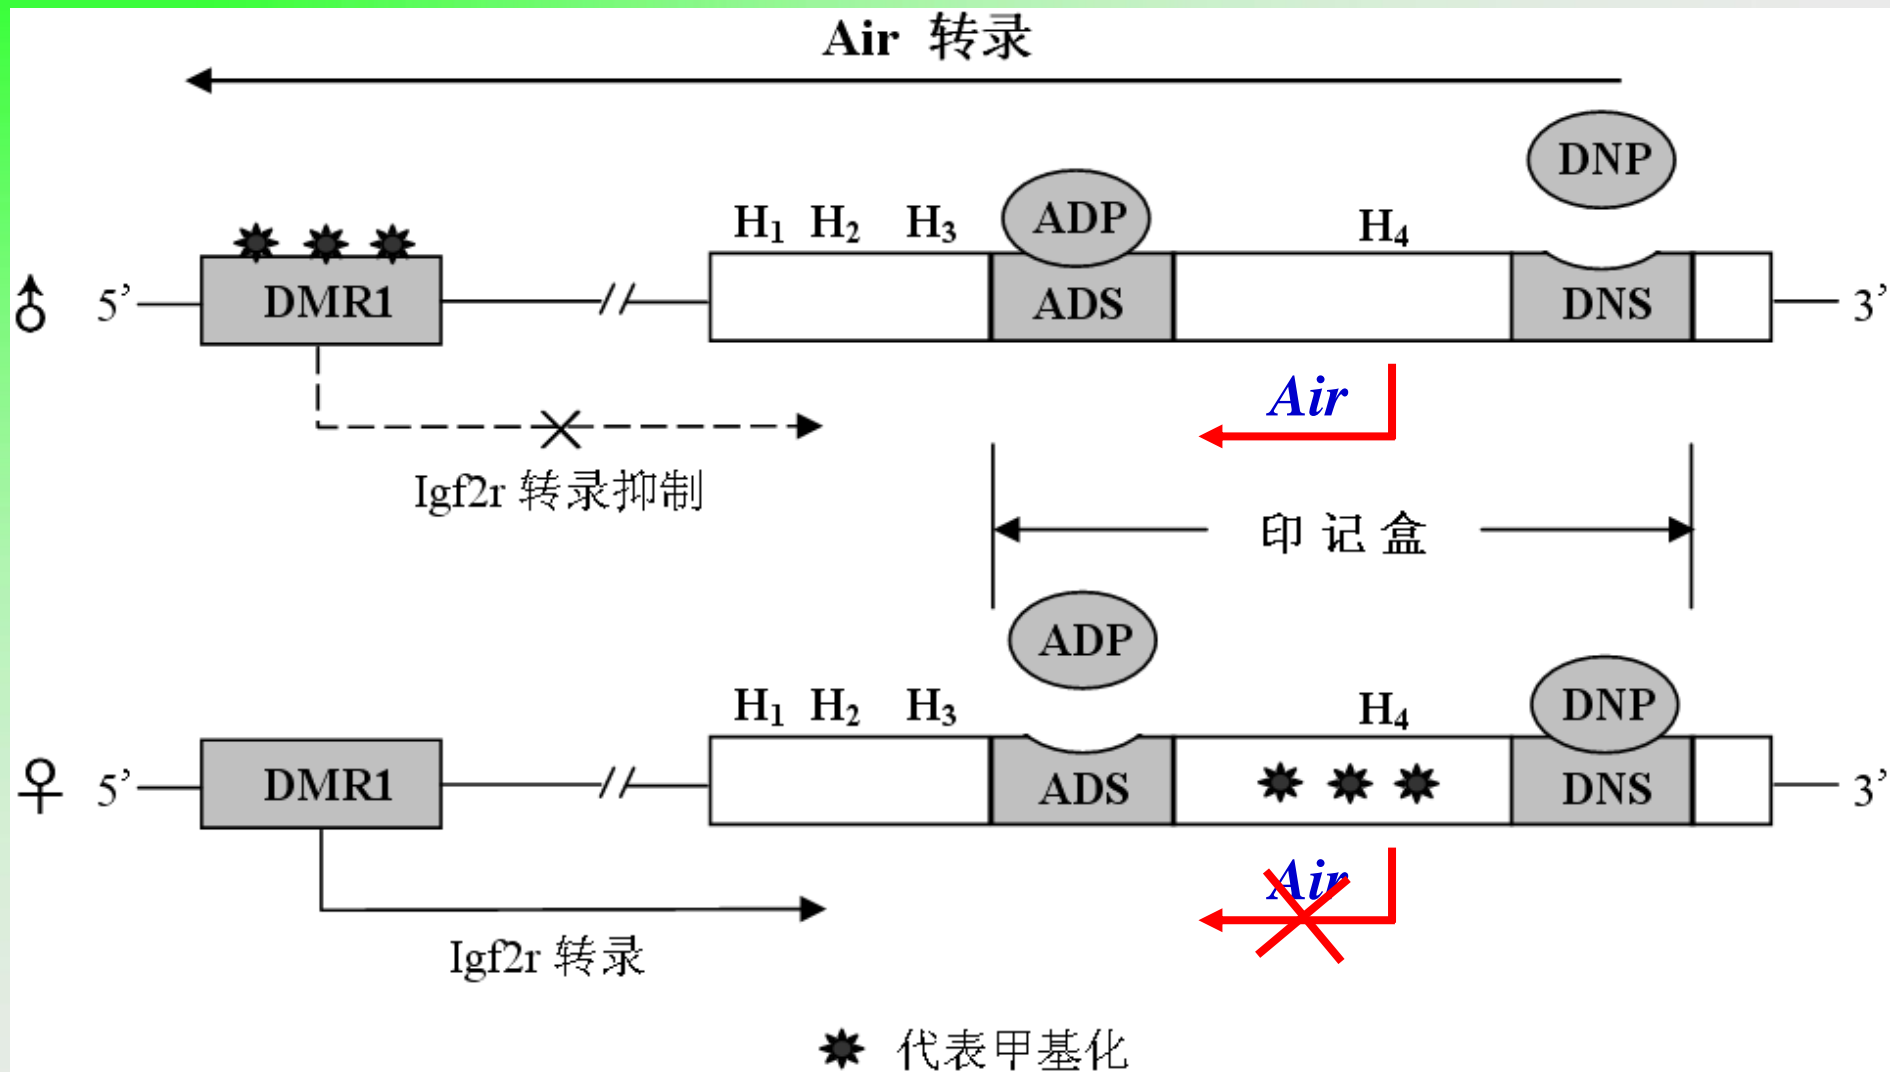 Air 转录
DNP
ADP
H₁ H₂ H₃ H₄
♂ 5’ DMR1 ADS DNS 3’
Air
Igf2r 转录抑制
印记盒
ADP
DNP
H₁ H₂ H₃ H₄
♀ 5’ DMR1 ADS DNS 3’
Air
Igf2r 转录
代表甲基化